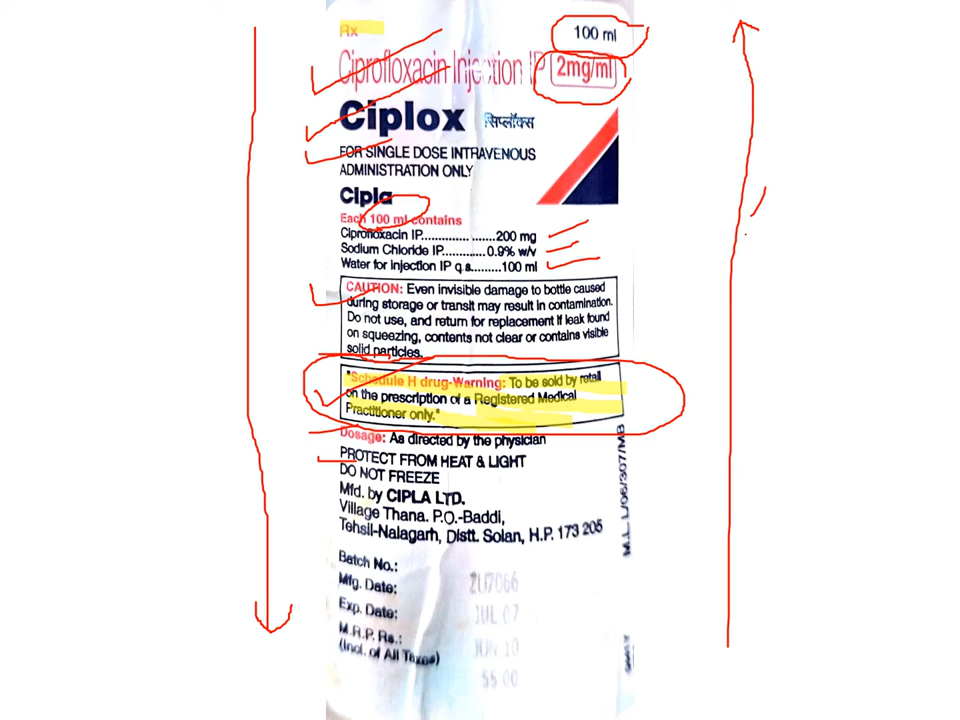 Rx
100 ml
Ciprofloxacin Injection IP 2mg/ml
Ciplox सिप्लॉक्स
FOR SINGLE DOSE INTRAVENOUS
ADMINISTRATION ONLY
Cipla
Each 100 ml contains
Ciprofloxacin IP.....................200 mg
Sodium Chloride IP............0.9% w/v
Water for injection IP q.s.........100 ml
CAUTION: Even invisible damage to bottle caused
during storage or transit may result in contamination.
Do not use, and return for replacement if leak found
on squeezing, contents not clear or contains visible
solid particles.
"Schedule H drug-Warning: To be sold by retail
on the prescription of a Registered Medical
Practitioner only."
Dosage: As directed by the physician
PROTECT FROM HEAT & LIGHT
DO NOT FREEZE
Mfd. by CIPLA LTD.
Village Thana. P.O.-Baddi,
Tehsil-Nalagarh, Distt. Solan, H.P. 173 205
M.L. L/06/307/MB
Batch No.:
Mfg. Date: ZU7066
Exp. Date: JUL.07
M.R.P. Rs.: JUN.10
(Incl. of All Taxes) 55.00